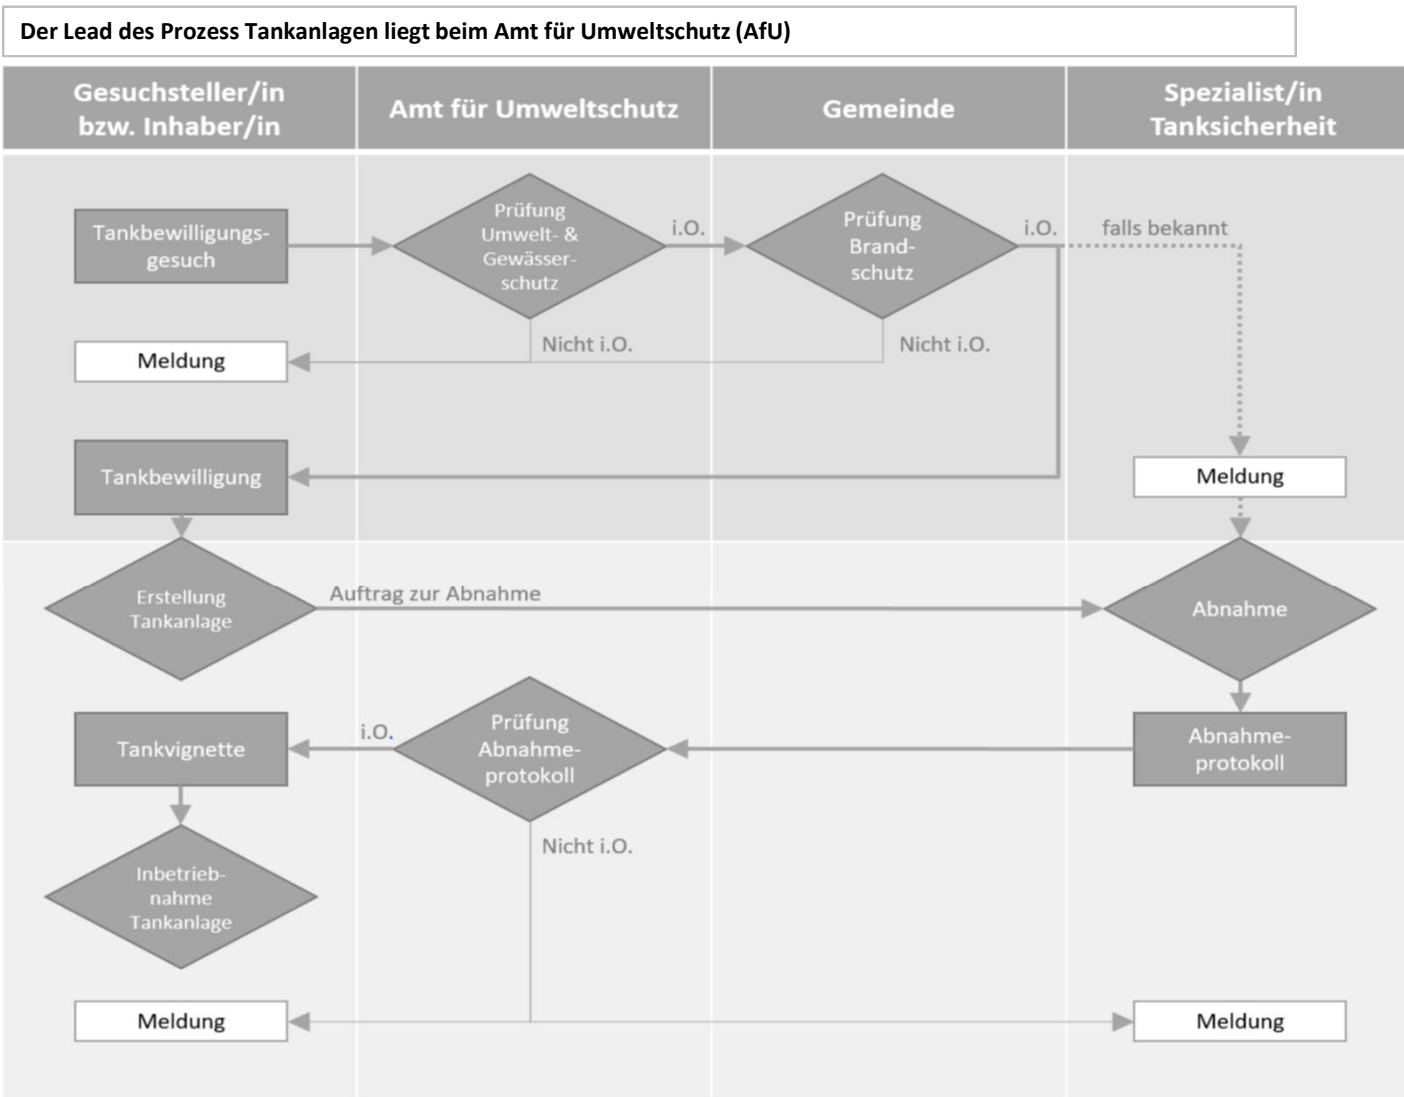 Der Lead des Prozess Tankanlagen liegt beim Amt für Umweltschutz (AfU)
Gesuchsteller/in
bzw. Inhaber/in
Amt für Umweltschutz
Gemeinde
Spezialist/in
Tanksicherheit
Tankbewilligungs-
gesuch
Prüfung
Umwelt- &
Gewässer-
schutz
i.O.
Prüfung
Brand-
schutz
i.O.
falls bekannt
Nicht i.O.
Nicht i.O.
Meldung
Tankbewilligung
Meldung
Erstellung
Tankanlage
Auftrag zur Abnahme
Abnahme
Tankvignette
i.O.
Prüfung
Abnahme-
protokoll
Abnahme-
protokoll
Nicht i.O.
Inbetrieb-
nahme
Tankanlage
Meldung
Meldung